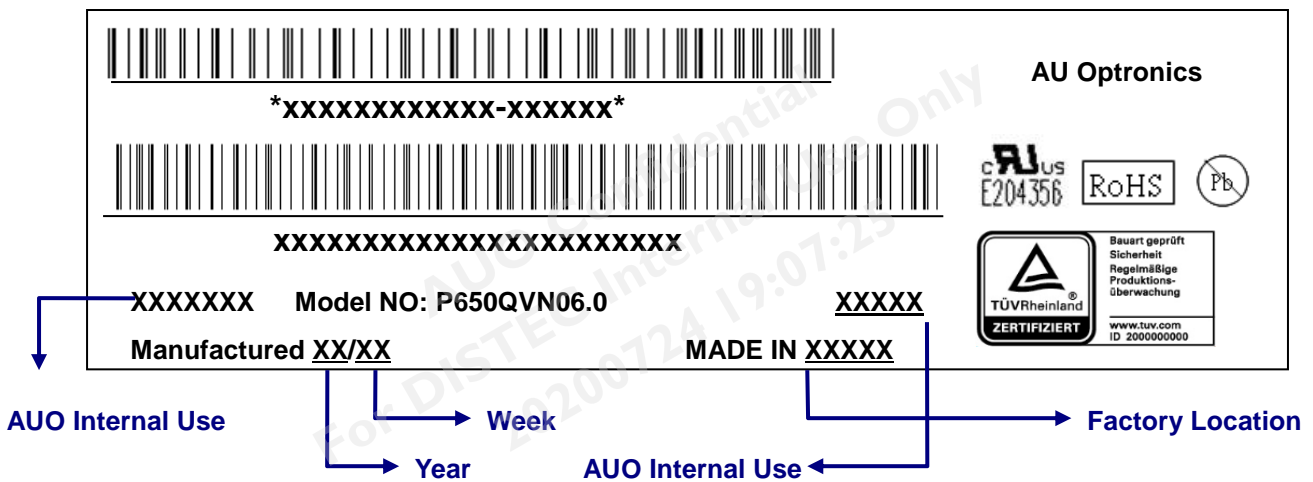 AU Optronics
*xxxxxxxxxxxx-xxxxxx*
c RU us
E204356
RoHS
Pb
xxxxxxxxxxxxxxxxxxxxxxx
TÜVRheinland®
ZERTIFIZIERT
Bauart geprüft
Sicherheit
Regelmäßige
Produktions-
überwachung
www.tuv.com
ID 2000000000
XXXXXXX Model NO: P650QVN06.0 XXXXX
Manufactured XX/XX MADE IN XXXXX
AUO Internal Use
Week
Factory Location
Year
AUO Internal Use
AUO Confidential
For DISTEC Internal Use Only
20200724 19:07:25